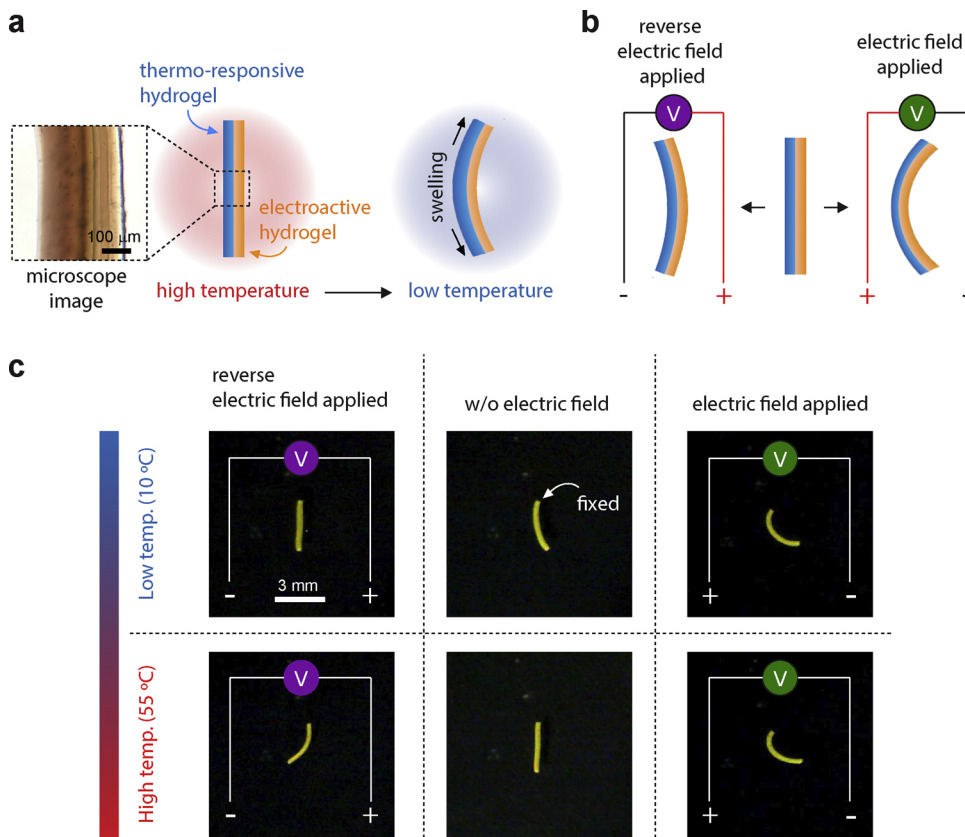 a
thermo-responsive
hydrogel
swelling
electroactive
hydrogel
100 μm
microscope
image
high temperature
low temperature
b
reverse
electric field
applied
electric field
applied
V
V
-
+
+
-
c
reverse
electric field applied
w/o electric field
electric field applied
Low temp. (10 ºC)
V
fixed
V
3 mm
-
+
+
-
High temp. (55 ºC)
V
V
-
+
+
-